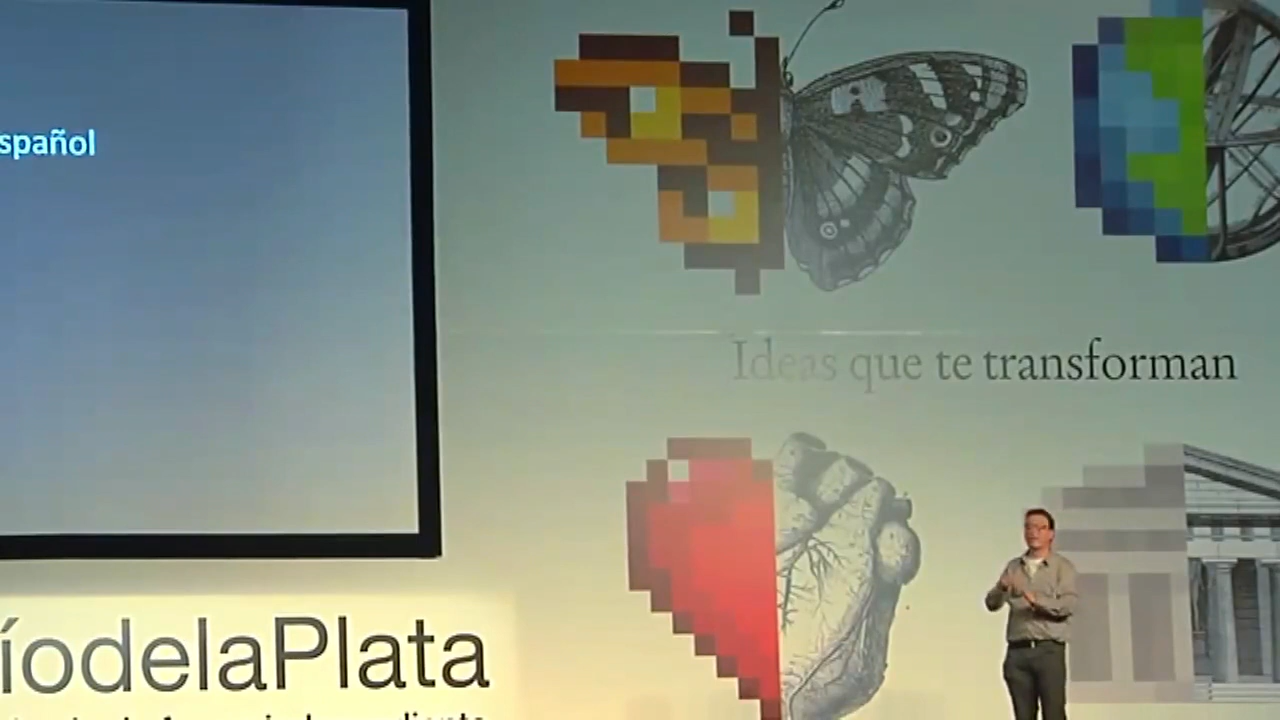 spañol
Ideas que te transforman
íodelaPlata